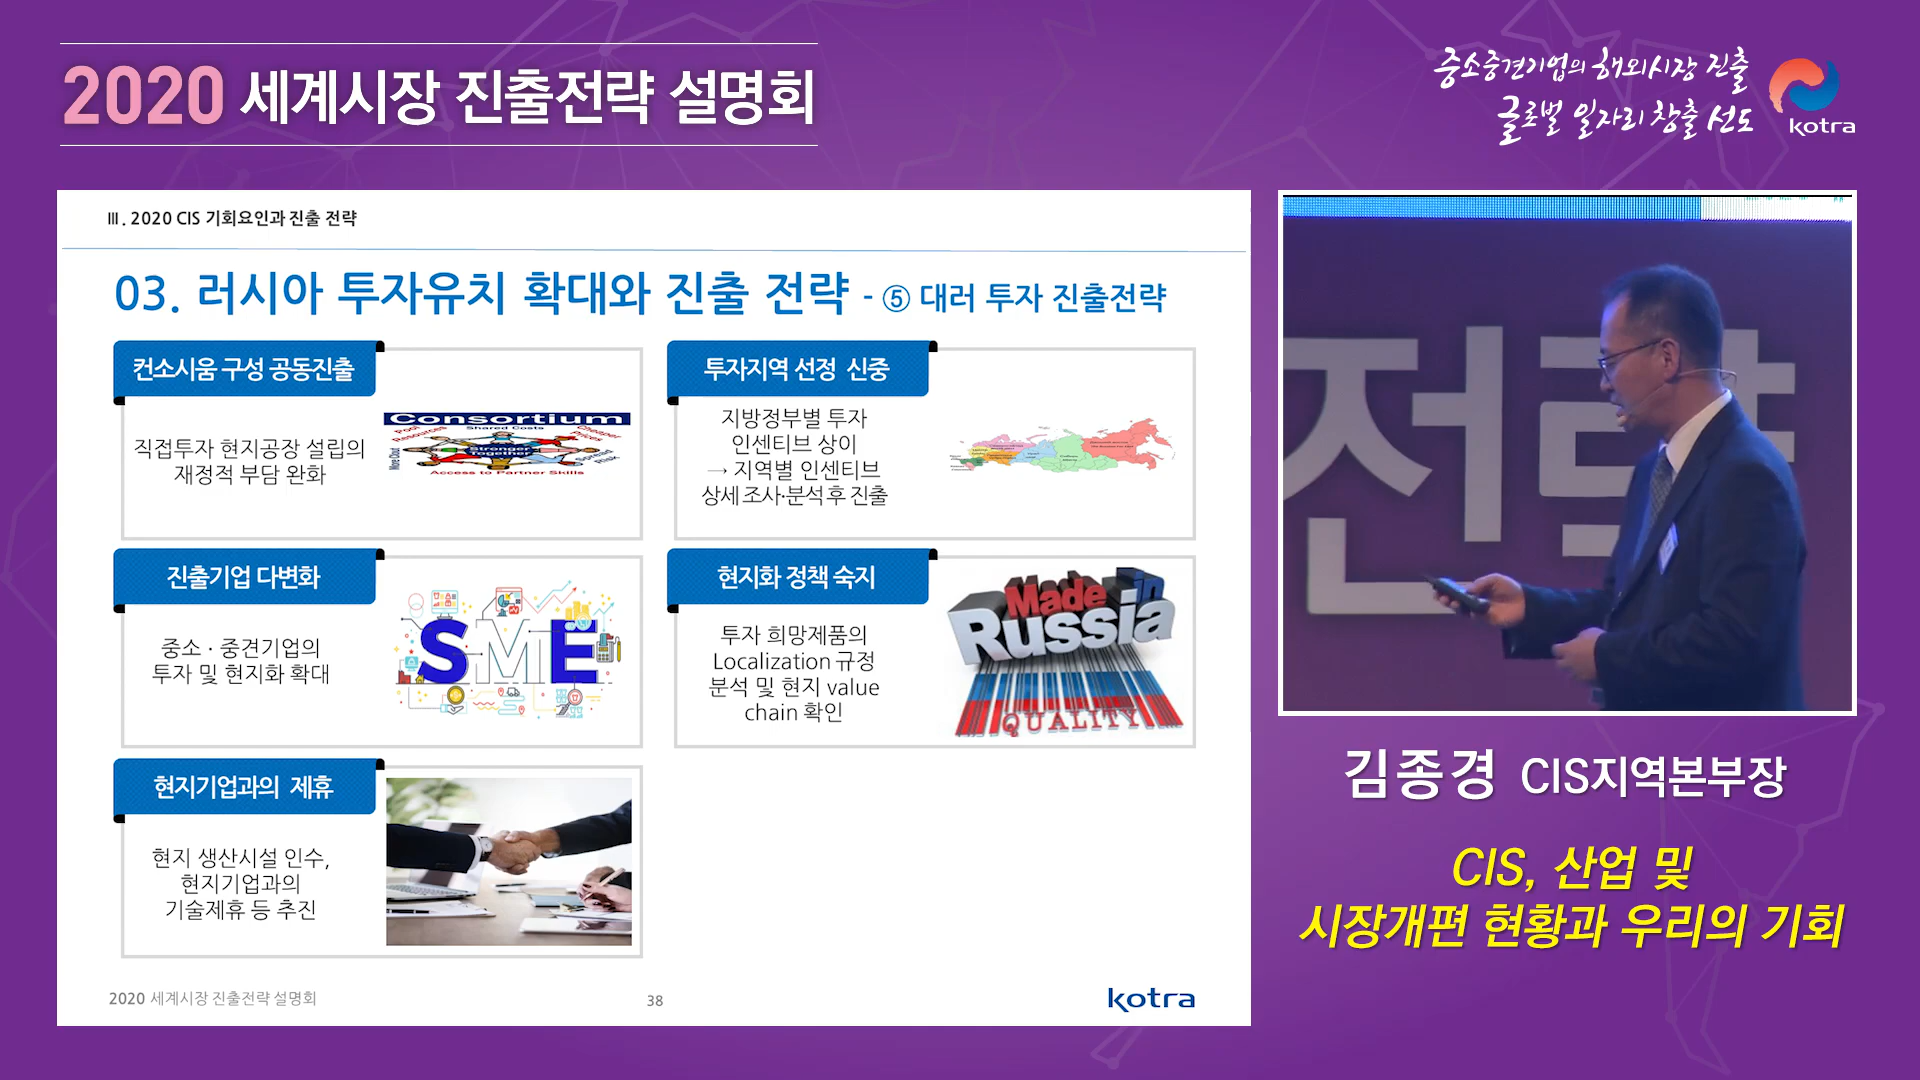 2020 세계시장 진출전략 설명회
중소중견기업의 해외시장 진출
글로벌 일자리 창출 선도
kotra
Ⅲ. 2020 CIS 기회요인과 진출 전략
03. 러시아 투자유치 확대와 진출 전략 - ⑤ 대러 투자 진출전략
컨소시움 구성 공동진출
직접투자 현지공장 설립의
재정적 부담 완화
Consortium
Shared Costs
Pool Resources
Cheaper Prices
More Clout
Stronger Together
Access to Partner Skills
투자지역 선정 신중
지방정부별 투자
인센티브 상이
→ 지역별 인센티브
상세조사·분석후 진출
진출기업 다변화
중소 · 중견기업의
투자 및 현지화 확대
SME
현지화 정책 숙지
투자 희망제품의
Localization 규정
분석 및 현지 value
chain 확인
Made in
Russia
QUALITY
현지기업과의 제휴
현지 생산시설 인수,
현지기업과의
기술제휴 등 추진
2020 세계시장 진출전략 설명회
38
kotra
전략
김종경 CIS지역본부장
CIS, 산업 및
시장개편 현황과 우리의 기회